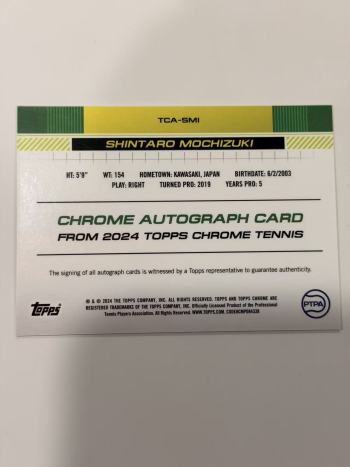 TCA-SMI
SHINTARO MOCHIZUKI
HT: 5'9" WT: 154 HOMETOWN: KAWASAKI, JAPAN BIRTHDATE: 6/2/2003
PLAY: RIGHT TURNED PRO: 2019 YEARS PRO: 5
CHROME AUTOGRAPH CARD
FROM 2024 TOPPS CHROME TENNIS
The signing of all autograph cards is witnessed by a Topps representative to guarantee authenticity.
Topps
® & © 2024 THE TOPPS COMPANY, INC. ALL RIGHTS RESERVED. TOPPS AND TOPPS CHROME ARE
REGISTERED TRADEMARKS OF THE TOPPS COMPANY, INC. Officially Licensed Product of the Professional
Tennis Players Association. All Rights Reserved. WWW.TOPPS.COM.
PTPA